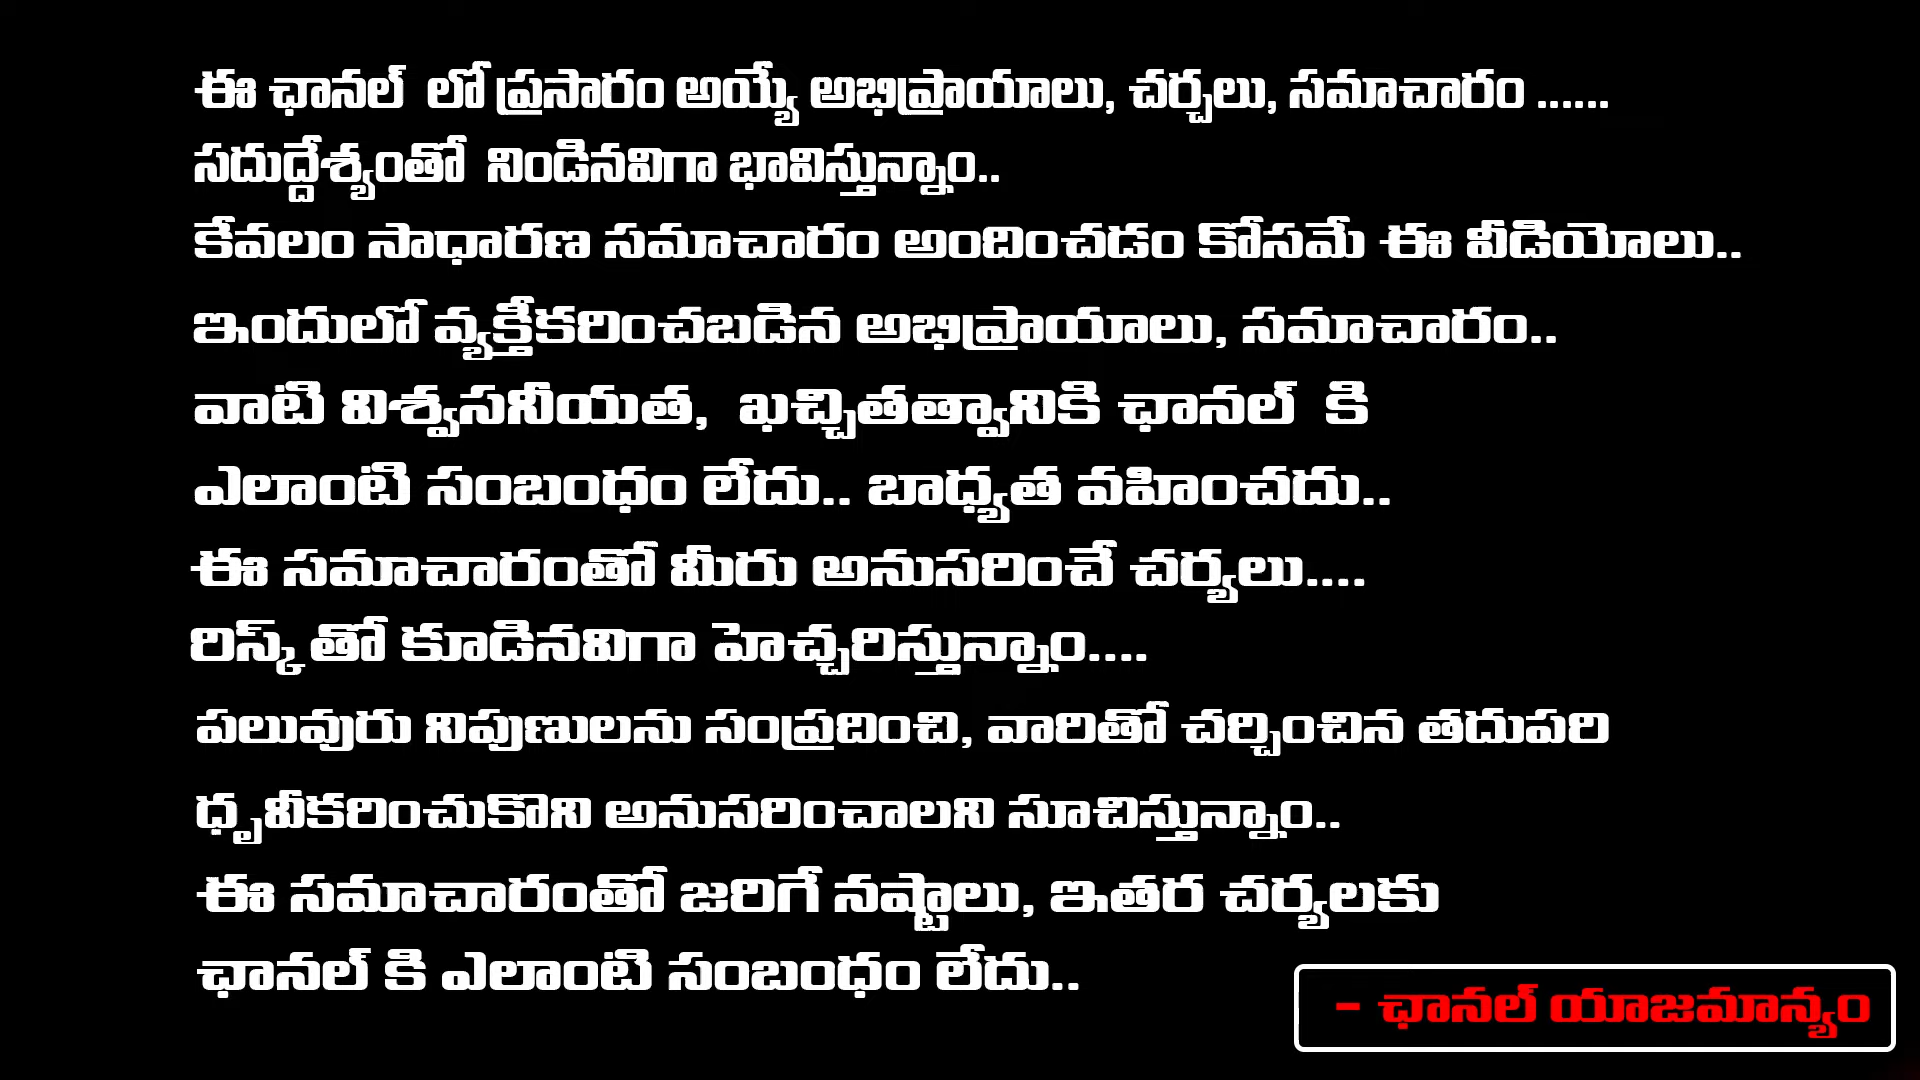 ఈ ఛానల్ లో ప్రసారం అయ్యే అభిప్రాయాలు, చర్చలు, సమాచారం ......
సదుద్దేశ్యంతో నిండినవిగా భావిస్తున్నాం..
కేవలం సాధారణ సమాచారం అందించడం కోసమే ఈ వీడియోలు..
ఇందులో వ్యక్తీకరించబడిన అభిప్రాయాలు, సమాచారం..
వాటి విశ్వసనీయత, ఖచ్చితత్వానికి ఛానల్ కి
ఎలాంటి సంబంధం లేదు.. బాధ్యత వహించదు..
ఈ సమాచారంతో మీరు అనుసరించే చర్యలు....
రిస్క్ తో కూడినవిగా హెచ్చరిస్తున్నాం....
పలువురు నిపుణులను సంప్రదించి, వారితో చర్చించిన తదుపరి
ధృవీకరించుకొని అనుసరించాలని సూచిస్తున్నాం..
ఈ సమాచారంతో జరిగే నష్టాలు, ఇతర చర్యలకు
ఛానల్ కి ఎలాంటి సంబంధం లేదు..
- ఛానల్ యాజమాన్యం